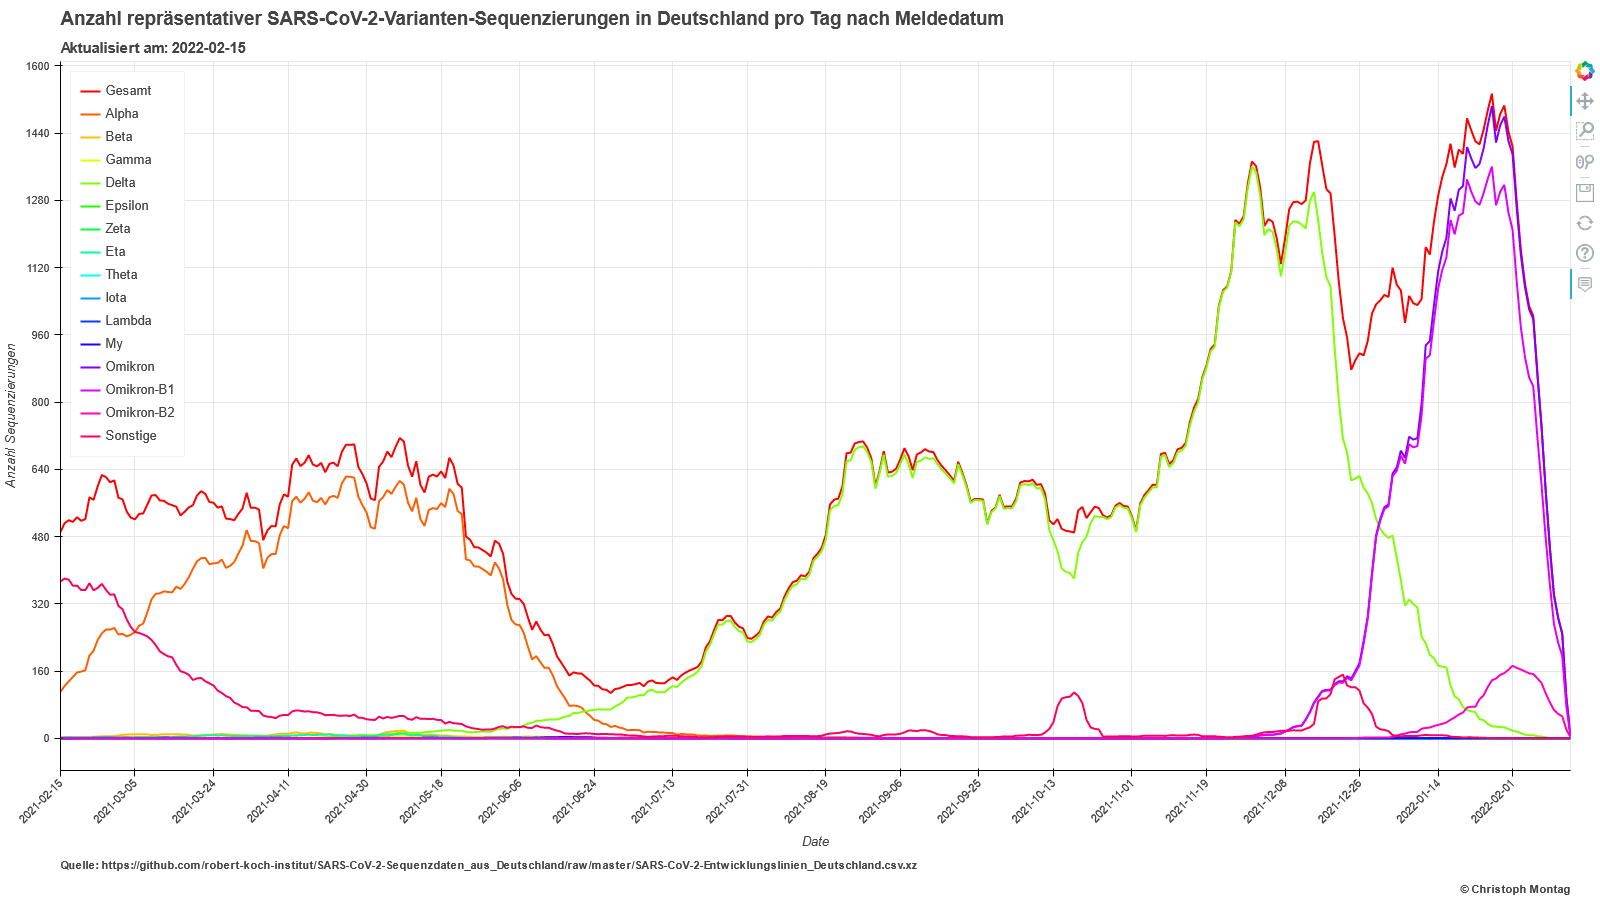 Anzahl repräsentativer SARS-CoV-2-Varianten-Sequenzierungen in Deutschland pro Tag nach Meldedatum
Aktualisiert am: 2022-02-15
1600
1440
1280
1120
960
800
640
480
320
160
0
Anzahl Sequenzierungen
Gesamt
Alpha
Beta
Gamma
Delta
Epsilon
Zeta
Eta
Theta
Iota
Lambda
My
Omikron
Omikron-B1
Omikron-B2
Sonstige
2021-02-15
2021-03-05
2021-03-24
2021-04-11
2021-04-30
2021-05-18
2021-06-06
2021-06-24
2021-07-13
2021-07-31
2021-08-19
2021-09-06
2021-09-25
2021-10-13
2021-11-01
2021-11-19
2021-12-08
2021-12-26
2022-01-14
2022-02-01
Date
Quelle: https://github.com/robert-koch-institut/SARS-CoV-2-Sequenzdaten_aus_Deutschland/raw/master/SARS-CoV-2-Entwicklungslinien_Deutschland.csv.xz
© Christoph Montag